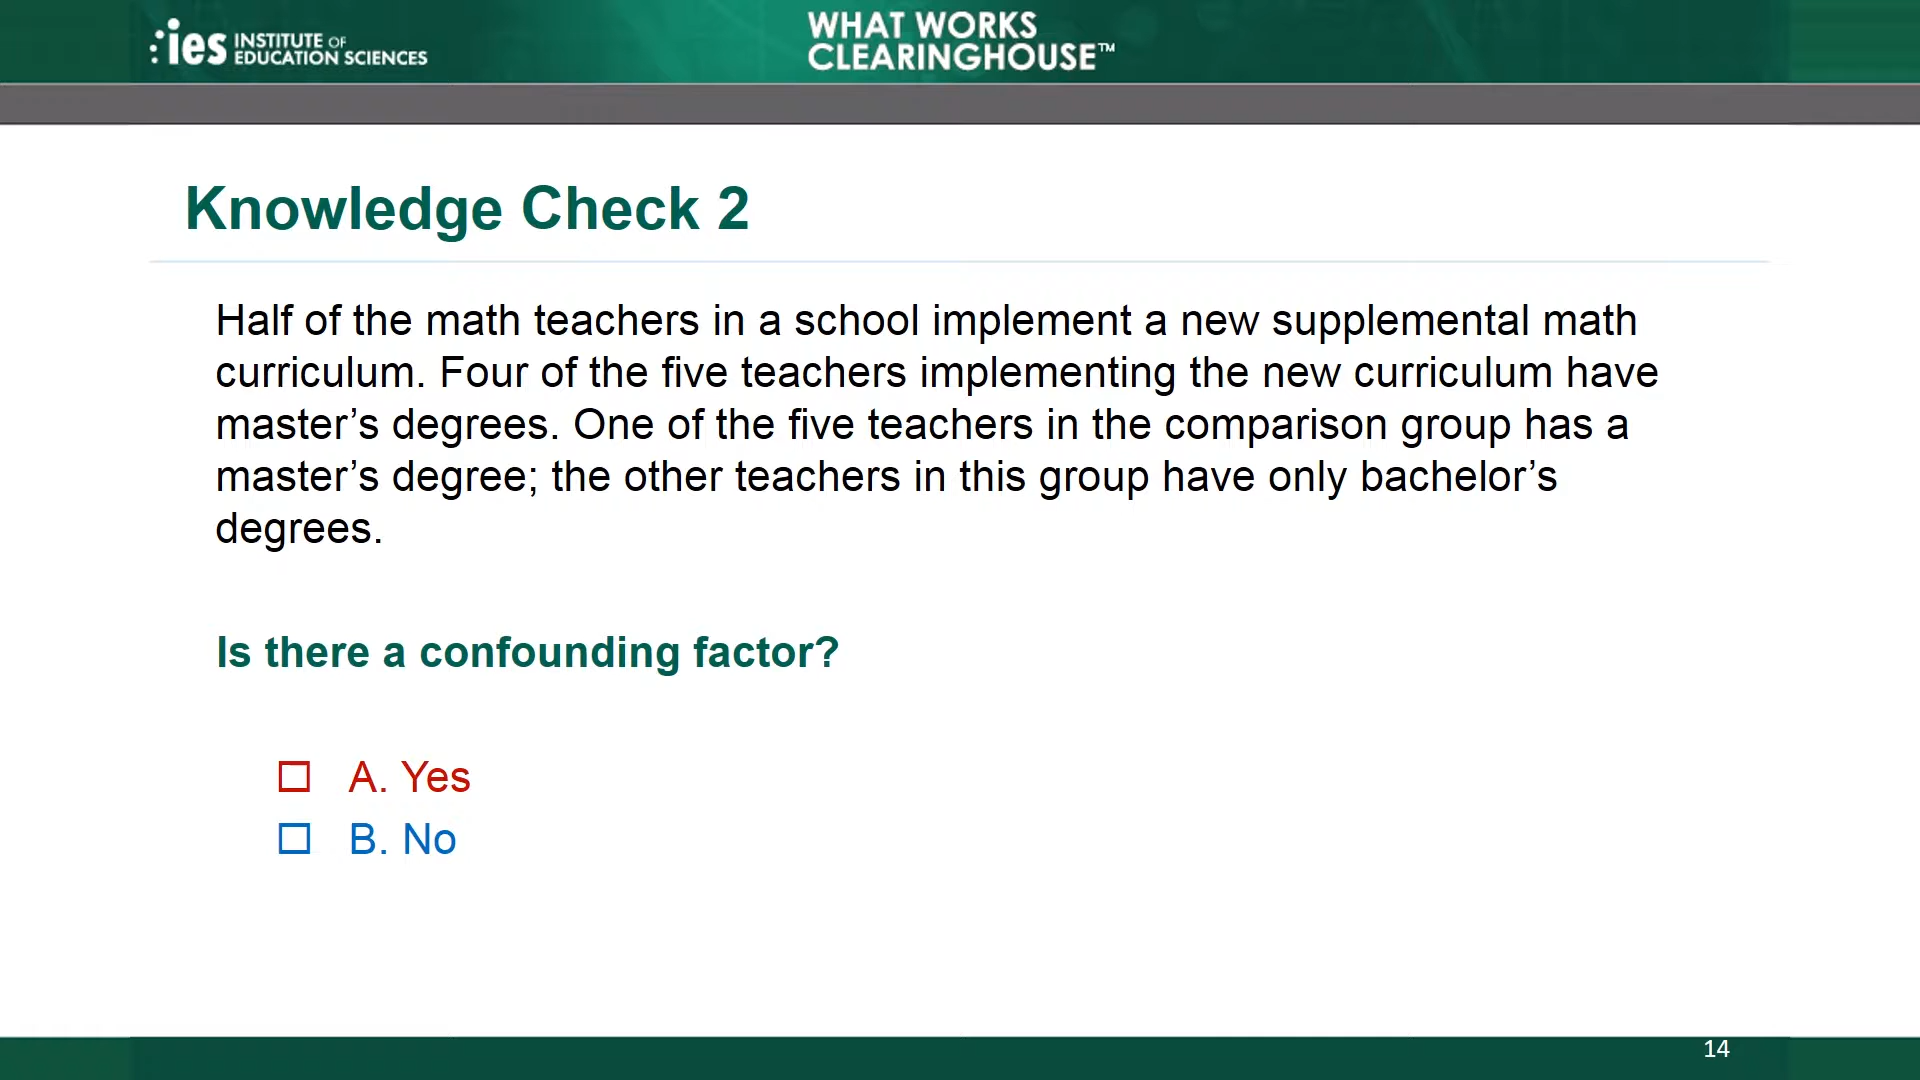 ies INSTITUTE OF
EDUCATION SCIENCES
WHAT WORKS
CLEARINGHOUSE™
Knowledge Check 2
Half of the math teachers in a school implement a new supplemental math
curriculum. Four of the five teachers implementing the new curriculum have
master’s degrees. One of the five teachers in the comparison group has a
master’s degree; the other teachers in this group have only bachelor’s
degrees.
Is there a confounding factor?
A. Yes
B. No
14